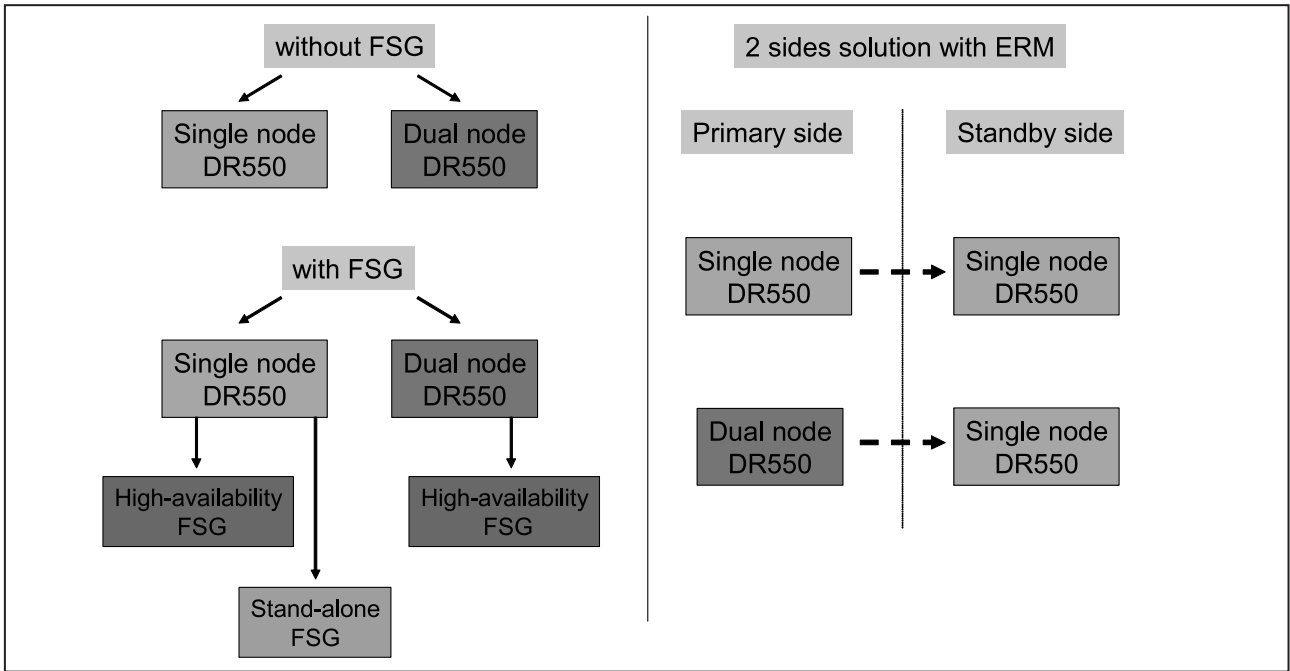 without FSG
Single node
DR550
Dual node
DR550
with FSG
Single node
DR550
Dual node
DR550
High-availability
FSG
High-availability
FSG
Stand-alone
FSG
2 sides solution with ERM
Primary side
Standby side
Single node
DR550
Single node
DR550
Dual node
DR550
Single node
DR550